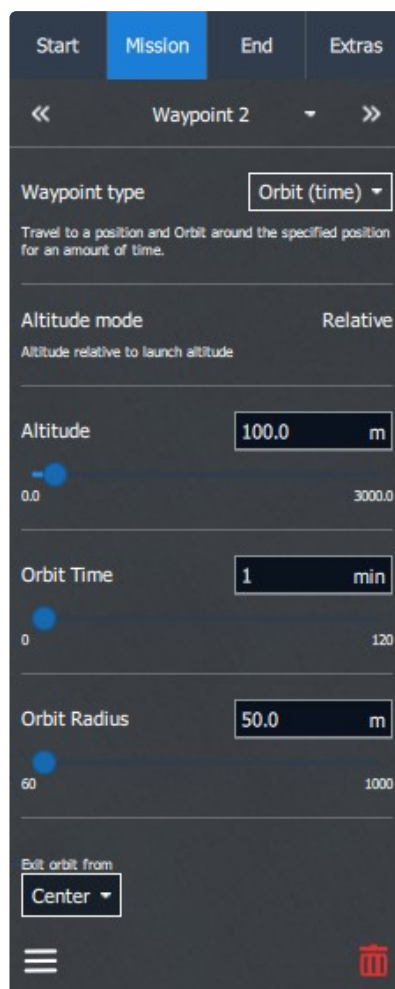 Start Mission End Extras
« Waypoint 2 »
Waypoint type Orbit (time)
Travel to a position and Orbit around the specified position
for an amount of time.
Altitude mode Relative
Altitude relative to launch altitude
Altitude 100.0 m
0.0 3000.0
Orbit Time 1 min
0 120
Orbit Radius 50.0 m
60 1000
Exit orbit from
Center